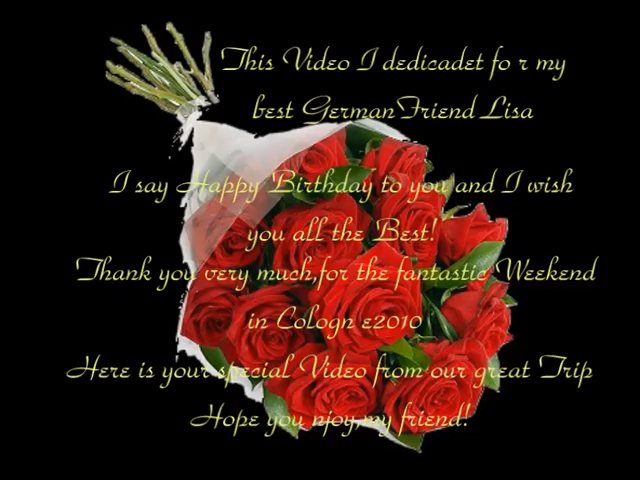 This Video I dedicadet fo r my
best GermanFriend Lisa
I say Happy Birthday to you and I wish
you all the Best!
Thank you very much,for the fantastic Weekend
in Cologn e2010
Here is your special Video from our great Trip
Hope you njoy,my friend!